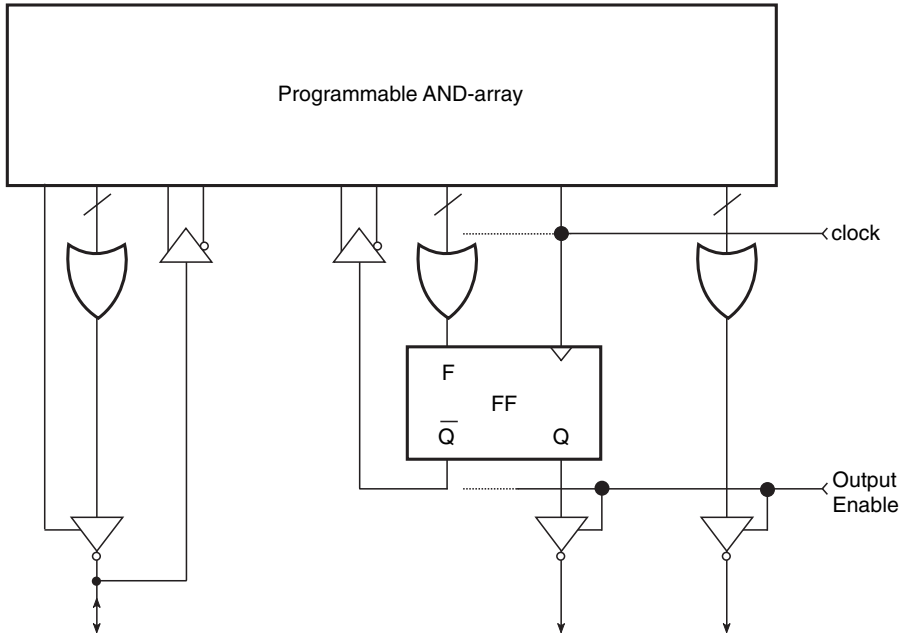 Programmable AND-array
clock
F
FF
Q̅
Q
Output
Enable